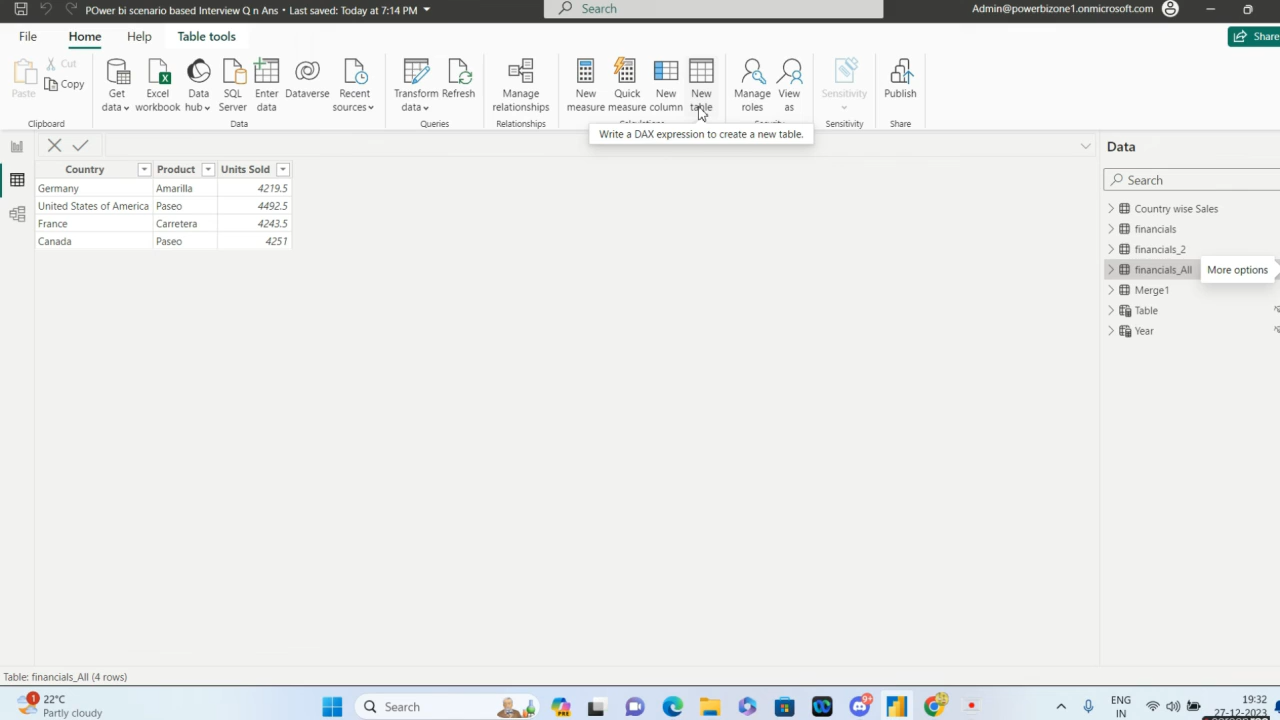 POwer bi scenario based Interview Q n Ans • Last saved: Today at 7:14 PM
Search
Admin@powerbizone1.onmicrosoft.com
File Home Help Table tools
Share
Paste
Cut
Copy
Get data
Excel workbook
Data hub
SQL Server
Enter data
Dataverse
Recent sources
Transform data
Refresh
Manage relationships
New measure
Quick measure
New column
New table
Manage roles
View as
Sensitivity
Publish
Clipboard Data Queries Relationships Calculations Security Sensitivity Share
Write a DAX expression to create a new table.
Country Product Units Sold
Germany Amarilla 4219.5
United States of America Paseo 4492.5
France Carretera 4243.5
Canada Paseo 4251
Data
Search
Country wise Sales
financials
financials_2
financials_All
More options
Merge1
Table
Year
Table: financials_All (4 rows)
1
22°C
Partly cloudy
Search
PRE
ENG
IN
19:32
27-12-2023